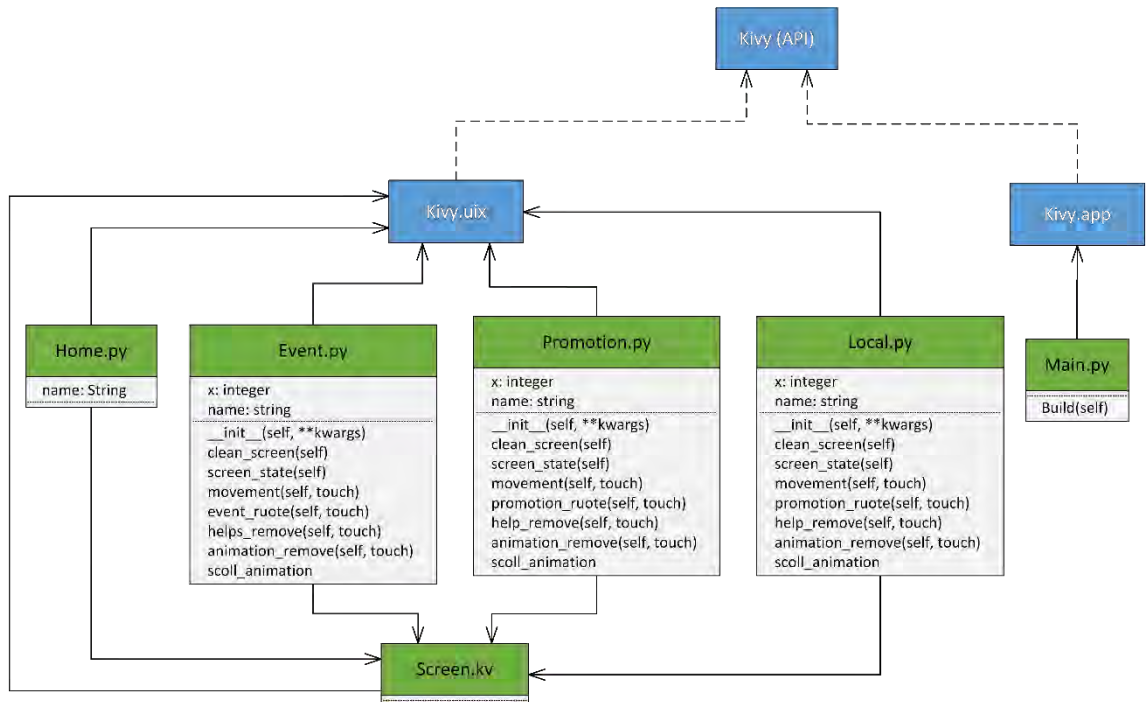 Kivy (API)
Kivy.uix
Kivy.app
Home.py
name: String
Event.py
x: integer
name: string
__init__(self, **kwargs)
clean_screen(self)
screen_state(self)
movement(self, touch)
event_ruote(self, touch)
helps_remove(self, touch)
animation_remove(self, touch)
scoll_animation
Promotion.py
x: integer
name: string
__init__(self, **kwargs)
clean_screen(self)
screen_state(self)
movement(self, touch)
promotion_ruote(self, touch)
help_remove(self, touch)
animation_remove(self, touch)
scoll_animation
Local.py
x: integer
name: string
__init__(self, **kwargs)
clean_screen(self)
screen_state(self)
movement(self, touch)
promotion_ruote(self, touch)
help_remove(self, touch)
animation_remove(self, touch)
scoll_animation
Main.py
Build(self)
Screen.kv